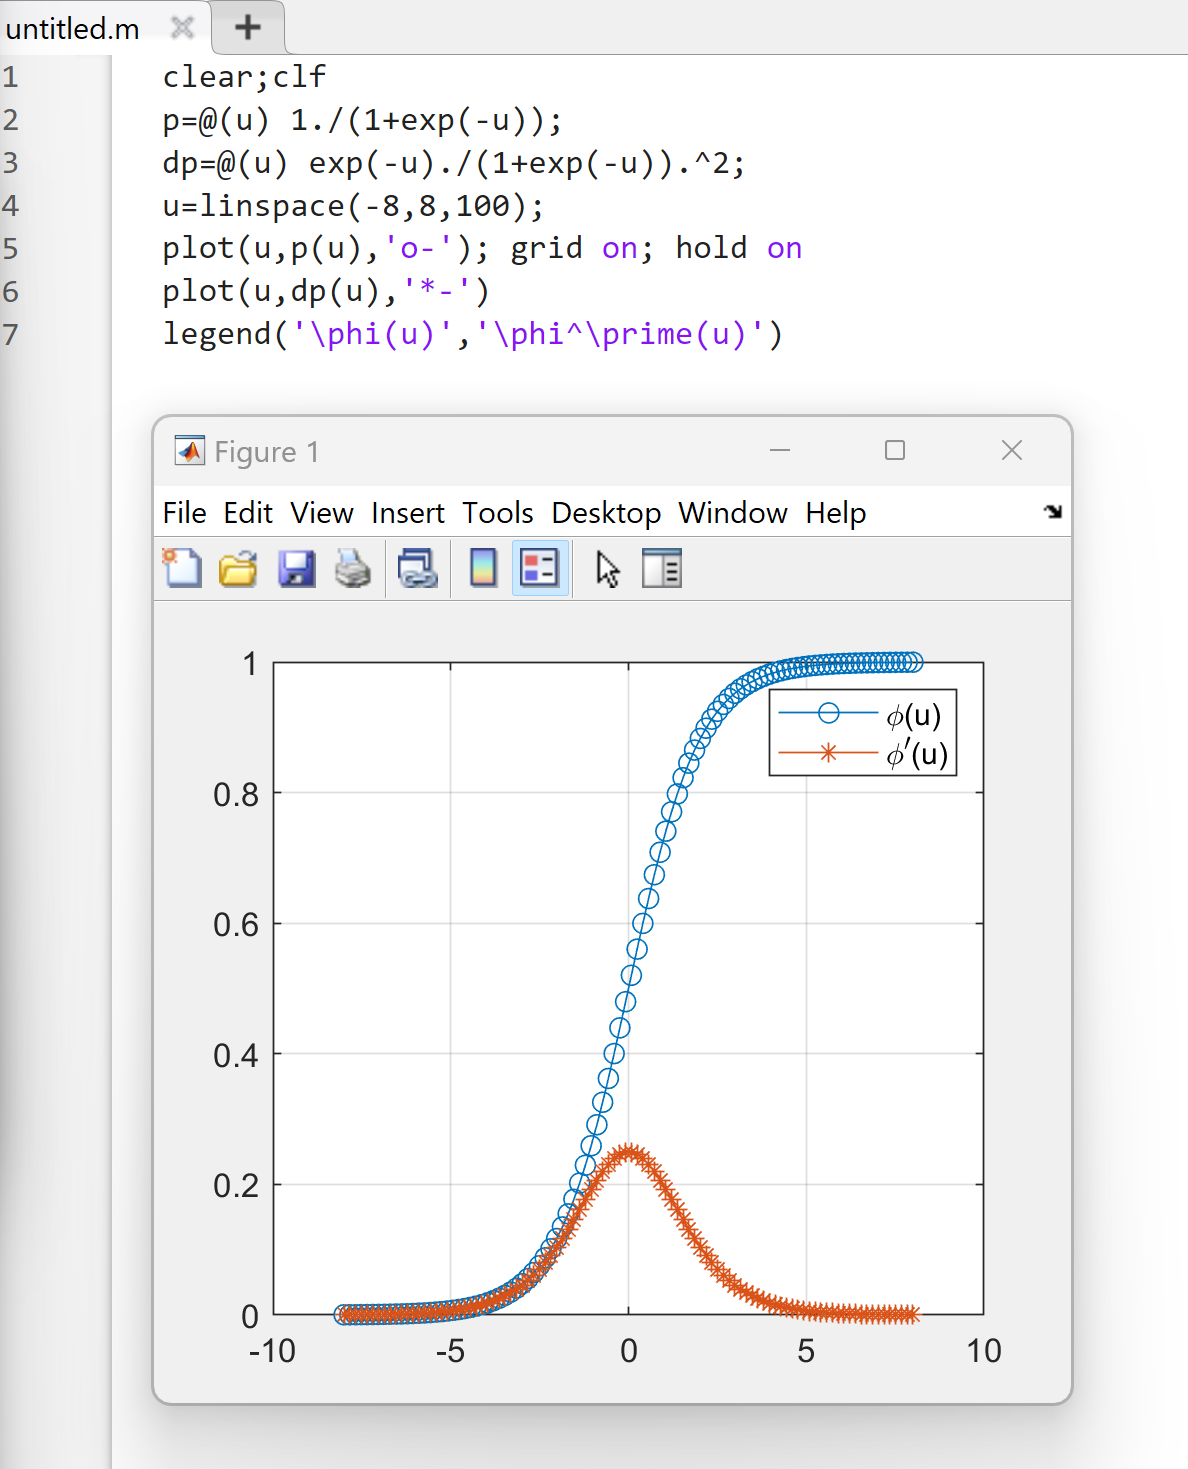 untitled.m
1 clear;clf
2 p=@(u) 1./(1+exp(-u));
3 dp=@(u) exp(-u)./(1+exp(-u)).^2;
4 u=linspace(-8,8,100);
5 plot(u,p(u),'o-'); grid on; hold on
6 plot(u,dp(u),'*-')
7 legend('\phi(u)','\phi^\prime(u)')
Figure 1
File Edit View Insert Tools Desktop Window Help
1
ϕ(u)
ϕ′(u)
0.8
0.6
0.4
0.2
0
-10 -5 0 5 10